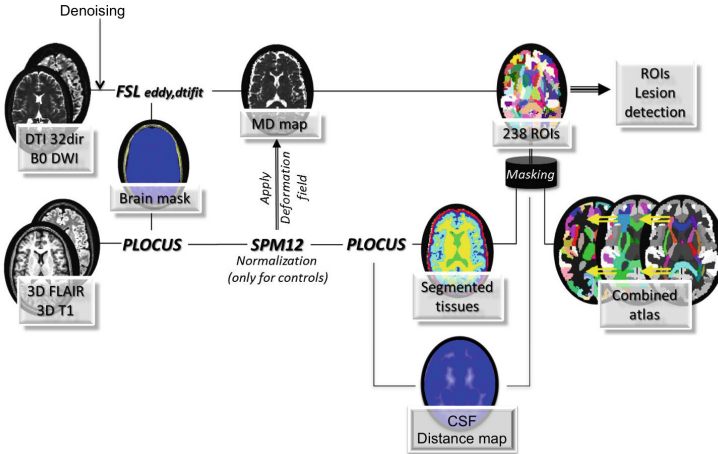 Denoising
FSL eddy,dtifit
DTI 32dir
B0 DWI
Brain mask
MD map
238 ROIs
ROIs
Lesion
detection
Masking
Apply
Deformation
field
3D FLAIR
3D T1
PLOCUS
SPM12
Normalization
(only for controls)
PLOCUS
Segmented
tissues
Combined
atlas
CSF
Distance map